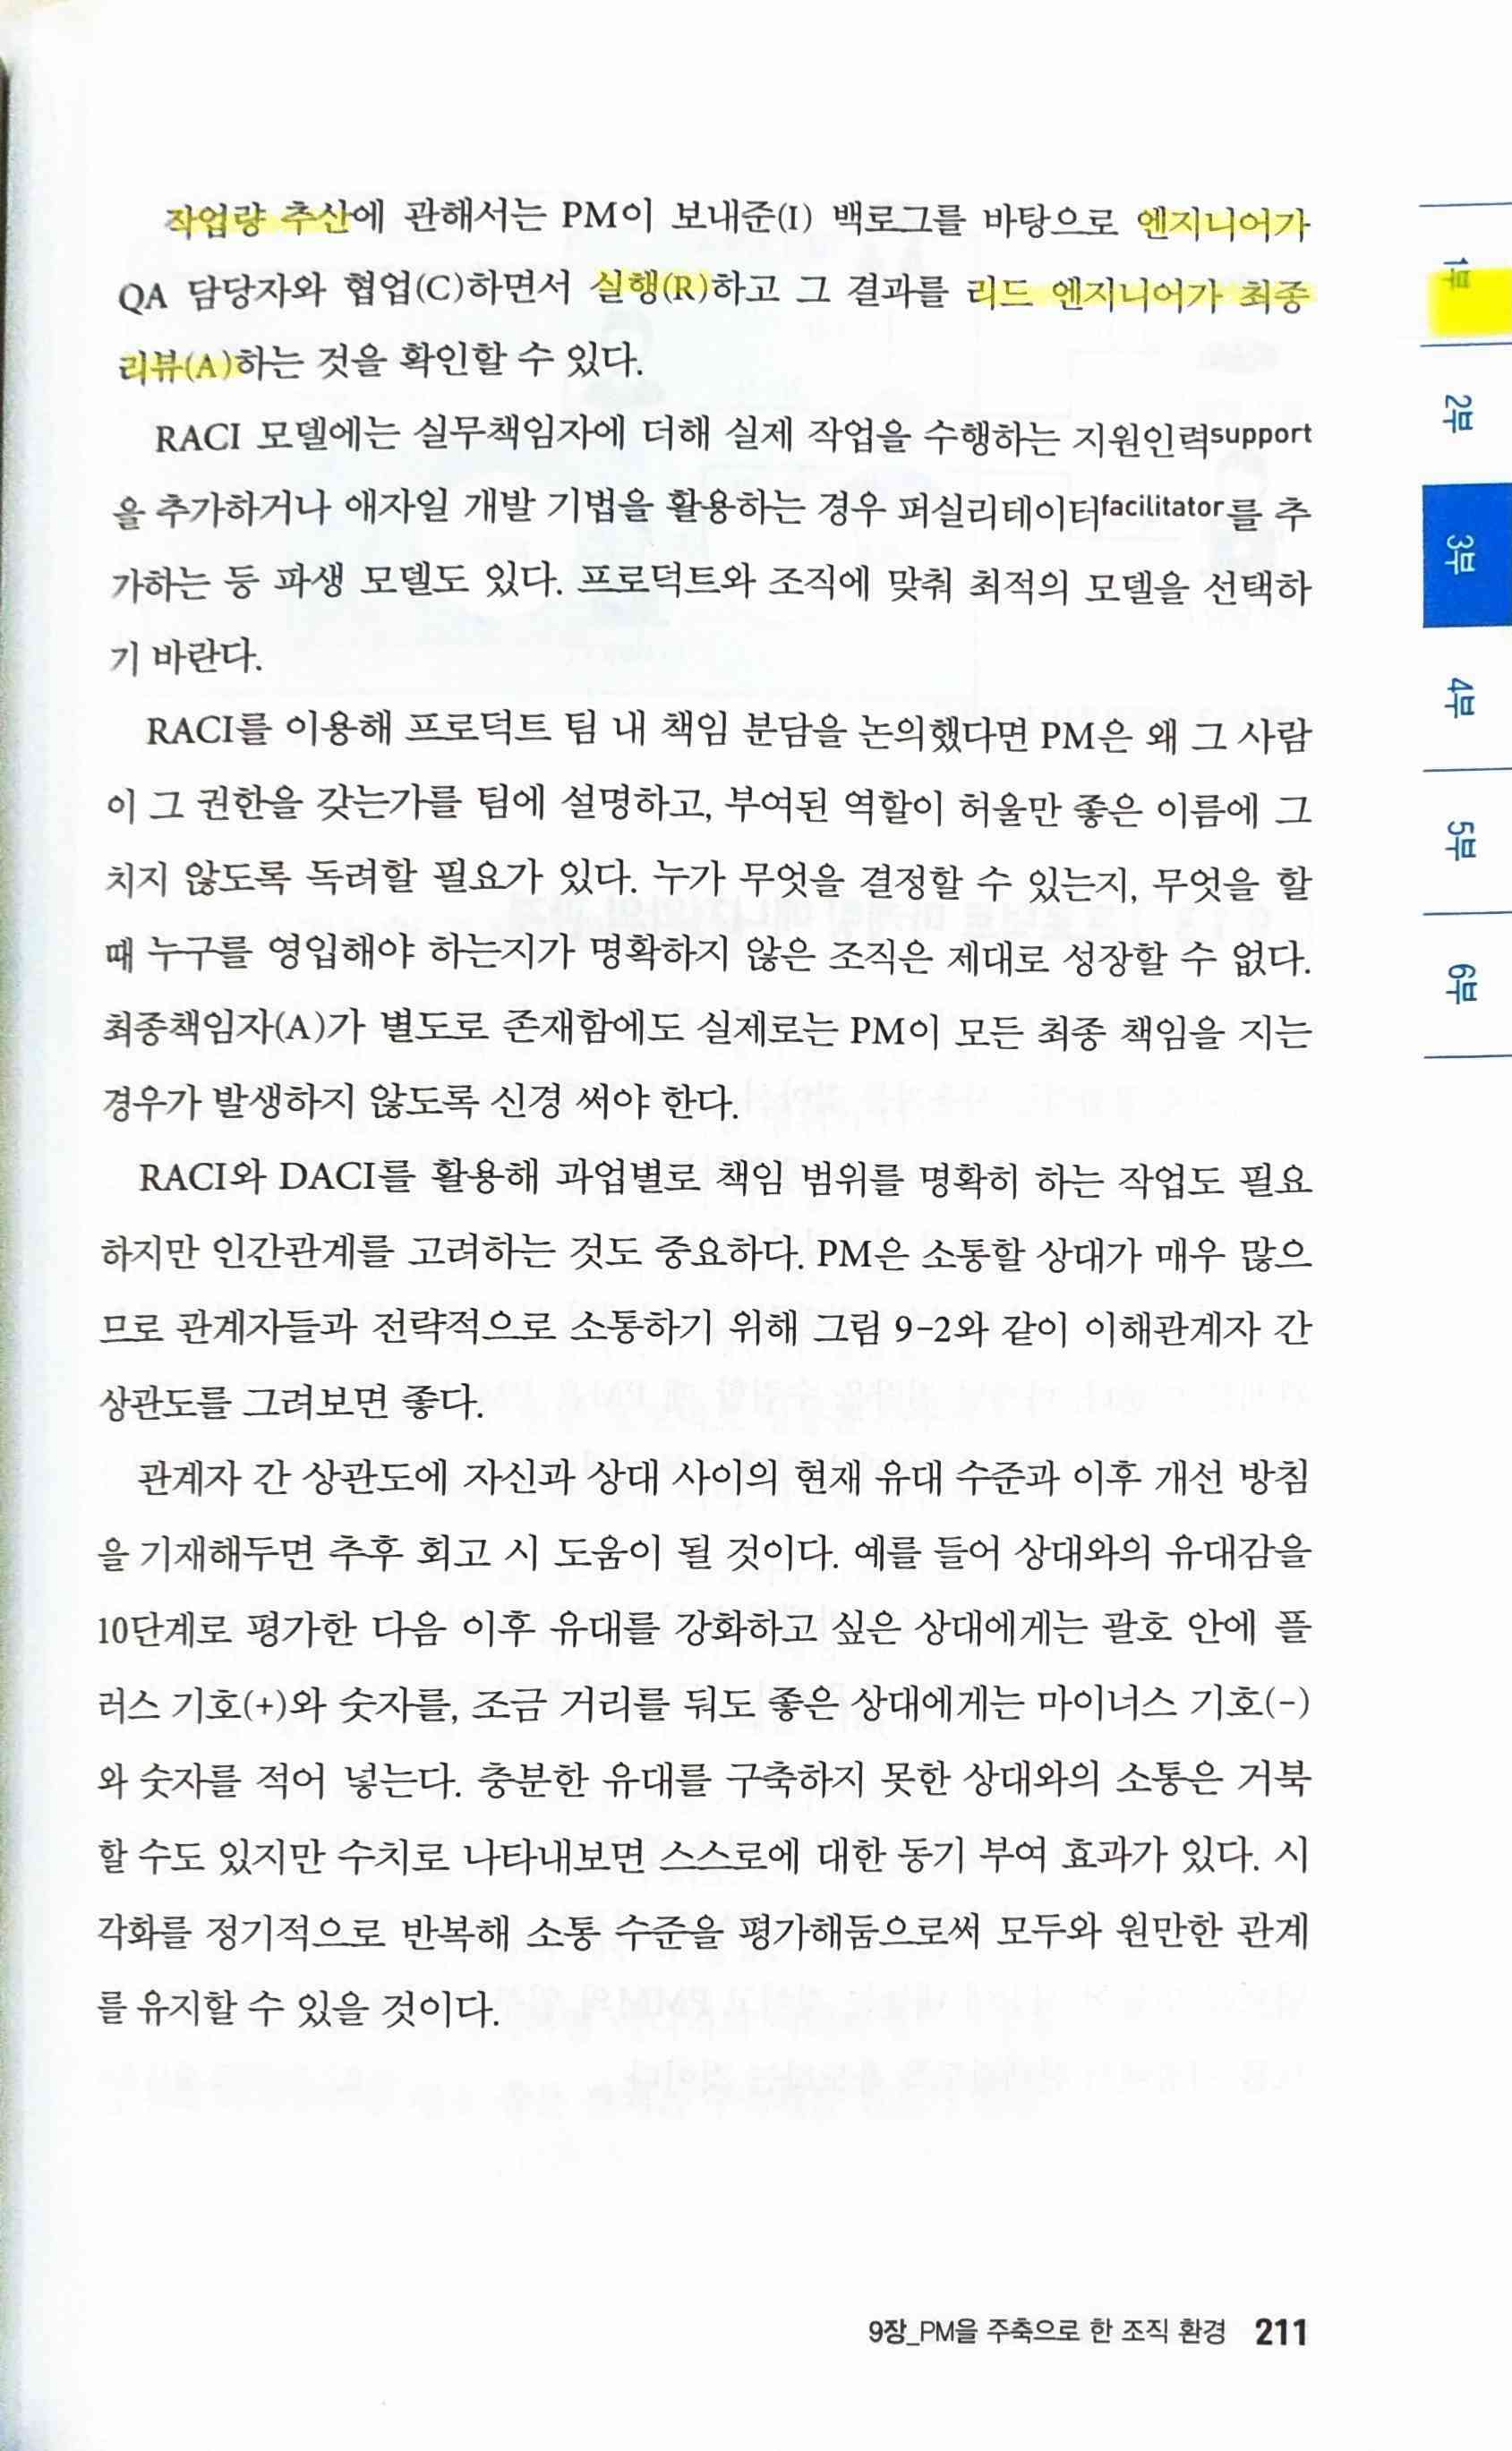 작업량 추산에 관해서는 PM이 보내준(I) 백로그를 바탕으로 엔지니어가
QA 담당자와 협업(C)하면서 실행(R)하고 그 결과를 리드 엔지니어가 최종
리뷰(A)하는 것을 확인할 수 있다.
RACI 모델에는 실무책임자에 더해 실제 작업을 수행하는 지원인력support
을 추가하거나 애자일 개발 기법을 활용하는 경우 퍼실리테이터facilitator를 추
가하는 등 파생 모델도 있다. 프로덕트와 조직에 맞춰 최적의 모델을 선택하
기 바란다.
RACI를 이용해 프로덕트 팀 내 책임 분담을 논의했다면 PM은 왜 그 사람
이 그 권한을 갖는가를 팀에 설명하고, 부여된 역할이 허울만 좋은 이름에 그
치지 않도록 독려할 필요가 있다. 누가 무엇을 결정할 수 있는지, 무엇을 할
때 누구를 영입해야 하는지가 명확하지 않은 조직은 제대로 성장할 수 없다.
최종책임자(A)가 별도로 존재함에도 실제로는 PM이 모든 최종 책임을 지는
경우가 발생하지 않도록 신경 써야 한다.
RACI와 DACI를 활용해 과업별로 책임 범위를 명확히 하는 작업도 필요
하지만 인간관계를 고려하는 것도 중요하다. PM은 소통할 상대가 매우 많으
므로 관계자들과 전략적으로 소통하기 위해 그림 9-2와 같이 이해관계자 간
상관도를 그려보면 좋다.
관계자 간 상관도에 자신과 상대 사이의 현재 유대 수준과 이후 개선 방침
을 기재해두면 추후 회고 시 도움이 될 것이다. 예를 들어 상대와의 유대감을
10단계로 평가한 다음 이후 유대를 강화하고 싶은 상대에게는 괄호 안에 플
러스 기호(+)와 숫자를, 조금 거리를 둬도 좋은 상대에게는 마이너스 기호(-)
와 숫자를 적어 넣는다. 충분한 유대를 구축하지 못한 상대와의 소통은 거북
할 수도 있지만 수치로 나타내보면 스스로에 대한 동기 부여 효과가 있다. 시
각화를 정기적으로 반복해 소통 수준을 평가해둠으로써 모두와 원만한 관계
를 유지할 수 있을 것이다.
1부
2부
3부
4부
5부
6부
9장_PM을 주축으로 한 조직 환경 211